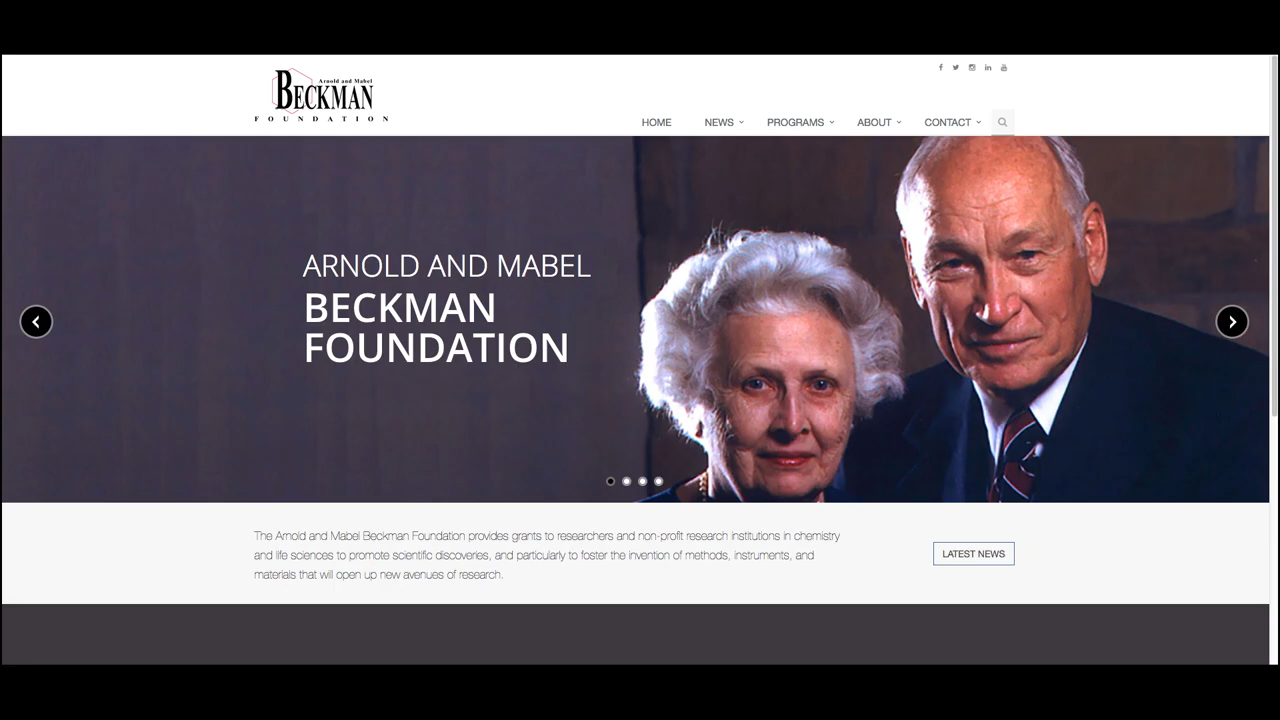 Arnold and Mabel
BECKMAN
FOUNDATION
HOME NEWS PROGRAMS ABOUT CONTACT
ARNOLD AND MABEL
BECKMAN
FOUNDATION
The Arnold and Mabel Beckman Foundation provides grants to researchers and non-profit research institutions in chemistry
and life sciences to promote scientific discoveries, and particularly to foster the invention of methods, instruments, and
materials that will open up new avenues of research.
LATEST NEWS